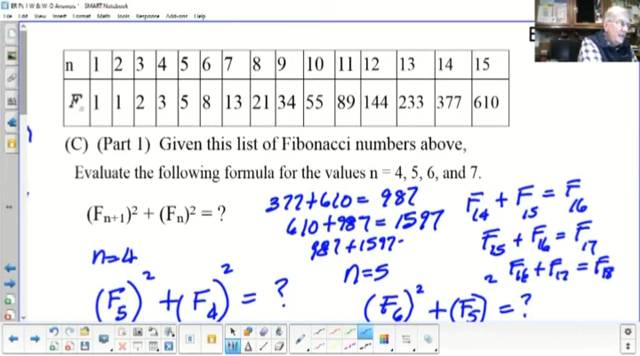 BR Pt I W & W-O Answers * - SMART Notebook
File Edit View Insert Format Math Tools Response Add-ons Help
n 1 2 3 4 5 6 7 8 9 10 11 12 13 14 15
F 1 1 2 3 5 8 13 21 34 55 89 144 233 377 610
(C) (Part 1) Given this list of Fibonacci numbers above,
Evaluate the following formula for the values n = 4, 5, 6, and 7.
(Fn+1)² + (Fn)² = ?
377+610 = 987
610+987 = 1597
987+1597=
F14 + F15 = F16
F15 + F16 = F17
F16 + F17 = F18
n=4
(F5)² + (F4)² = ?
n=5
(F6)² + (F5)² = ?